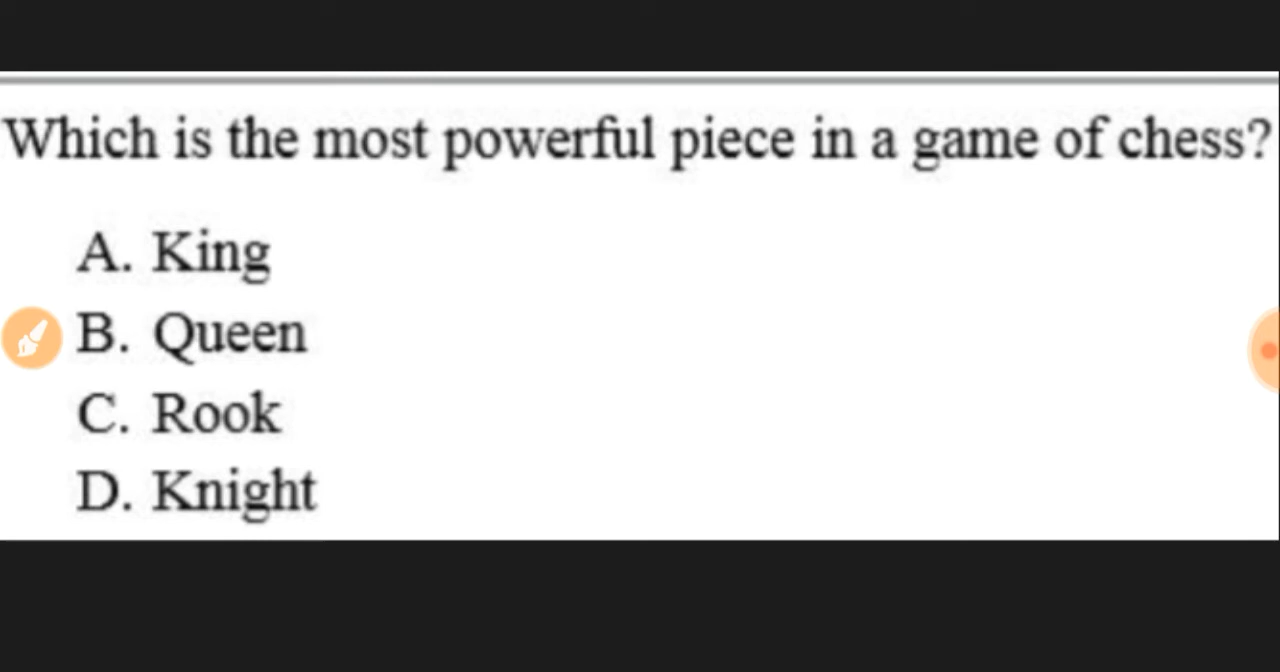 Which is the most powerful piece in a game of chess?
A. King
B. Queen
C. Rook
D. Knight